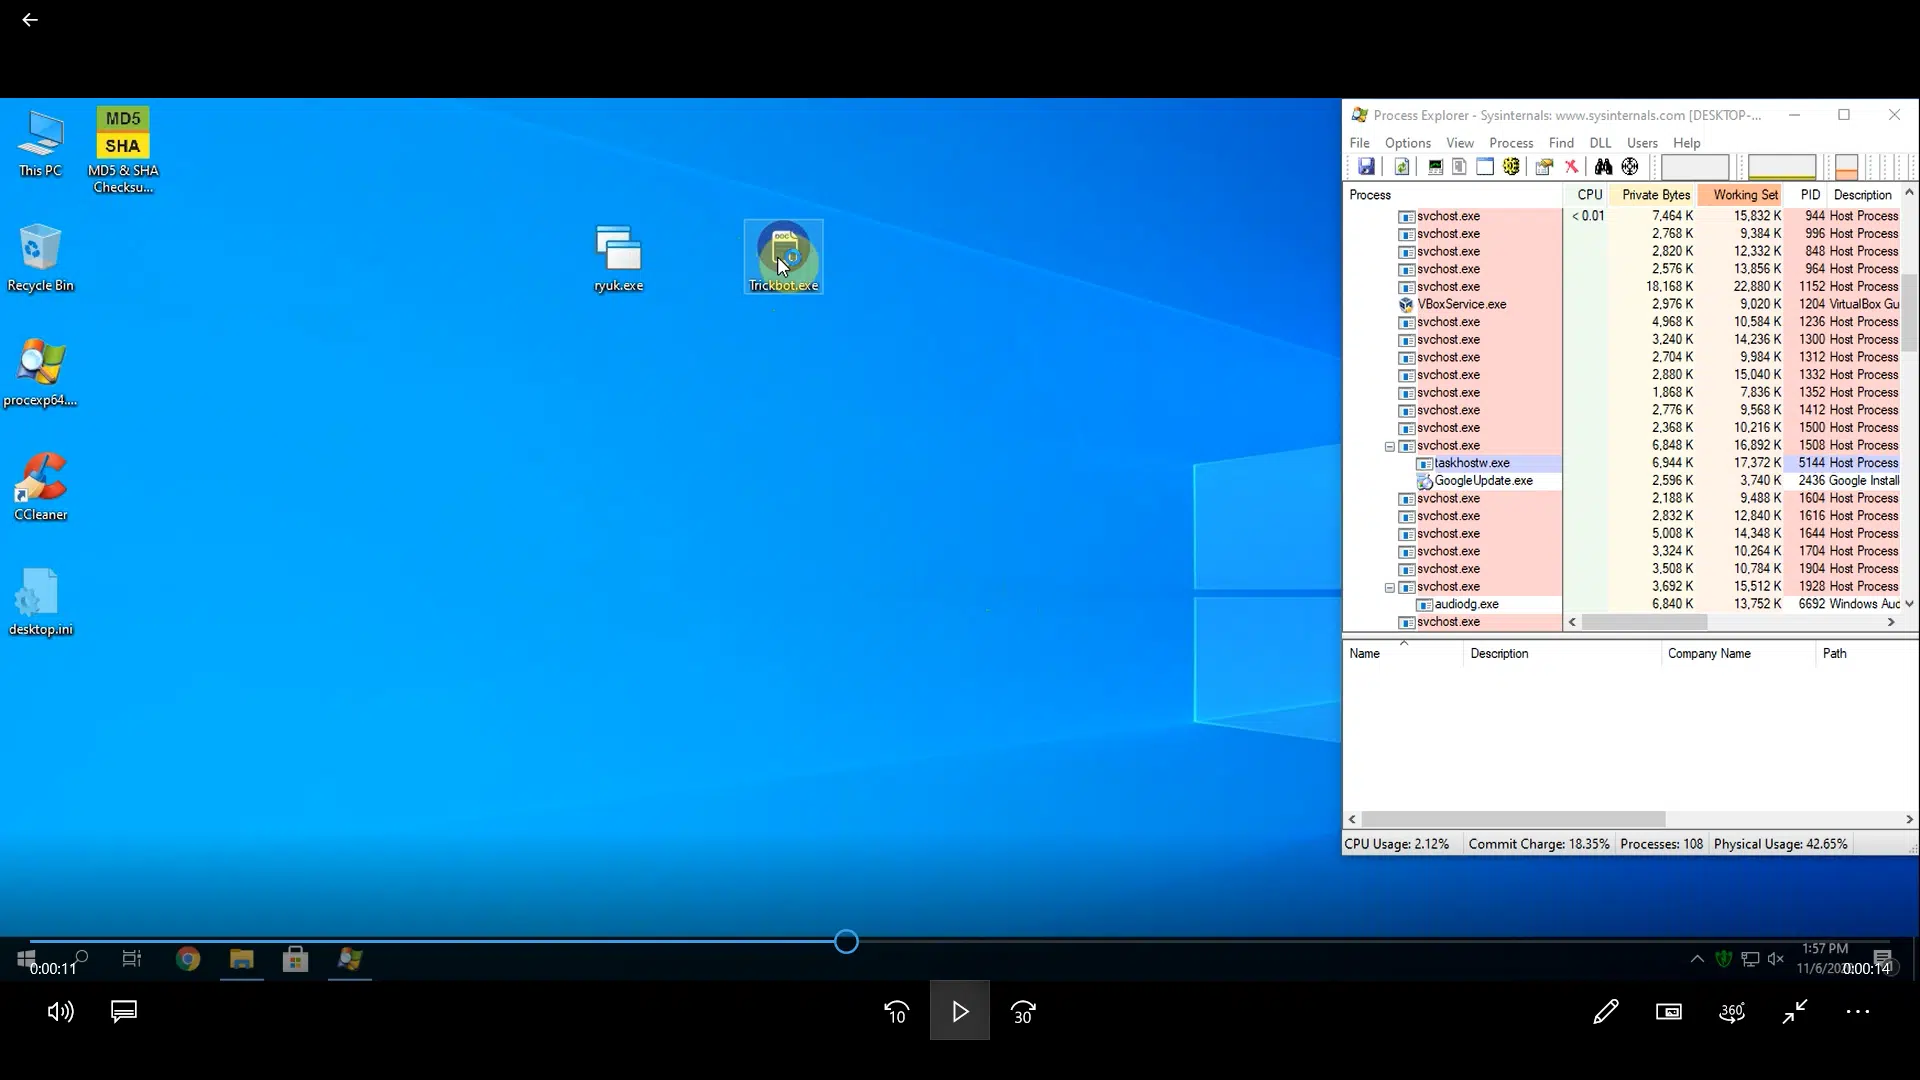 MD5
SHA
This PC
MD5 & SHA
Checksu...
Recycle Bin
procexp64....
CCleaner
desktop.ini
ryuk.exe
DOC
Trickbot.exe
Process Explorer - Sysinternals: www.sysinternals.com [DESKTOP-...
File Options View Process Find DLL Users Help
Process CPU Private Bytes Working Set PID Description
svchost.exe < 0.01 7,464 K 15,832 K 944 Host Process
svchost.exe 2,768 K 9,384 K 996 Host Process
svchost.exe 2,820 K 12,332 K 848 Host Process
svchost.exe 2,576 K 13,856 K 964 Host Process
svchost.exe 18,168 K 22,880 K 1152 Host Process
VBoxService.exe 2,976 K 9,020 K 1204 VirtualBox Gu
svchost.exe 4,968 K 10,584 K 1236 Host Process
svchost.exe 3,240 K 14,236 K 1300 Host Process
svchost.exe 2,704 K 9,984 K 1312 Host Process
svchost.exe 2,880 K 15,040 K 1332 Host Process
svchost.exe 1,868 K 7,836 K 1352 Host Process
svchost.exe 2,776 K 9,568 K 1412 Host Process
svchost.exe 2,368 K 10,216 K 1500 Host Process
svchost.exe 6,848 K 16,892 K 1508 Host Process
taskhostw.exe 6,944 K 17,372 K 5144 Host Process
GoogleUpdate.exe 2,596 K 3,740 K 2436 Google Install
svchost.exe 2,188 K 9,488 K 1604 Host Process
svchost.exe 2,832 K 12,840 K 1616 Host Process
svchost.exe 5,008 K 14,348 K 1644 Host Process
svchost.exe 3,324 K 10,264 K 1704 Host Process
svchost.exe 3,508 K 10,784 K 1904 Host Process
svchost.exe 3,692 K 15,512 K 1928 Host Process
audiodg.exe 6,840 K 13,752 K 6692 Windows Aud
svchost.exe
Name Description Company Name Path
CPU Usage: 2.12% Commit Charge: 18.35% Processes: 108 Physical Usage: 42.65%
1:57 PM
0:00:11
11/6/20
0:00:14
10
30
360°